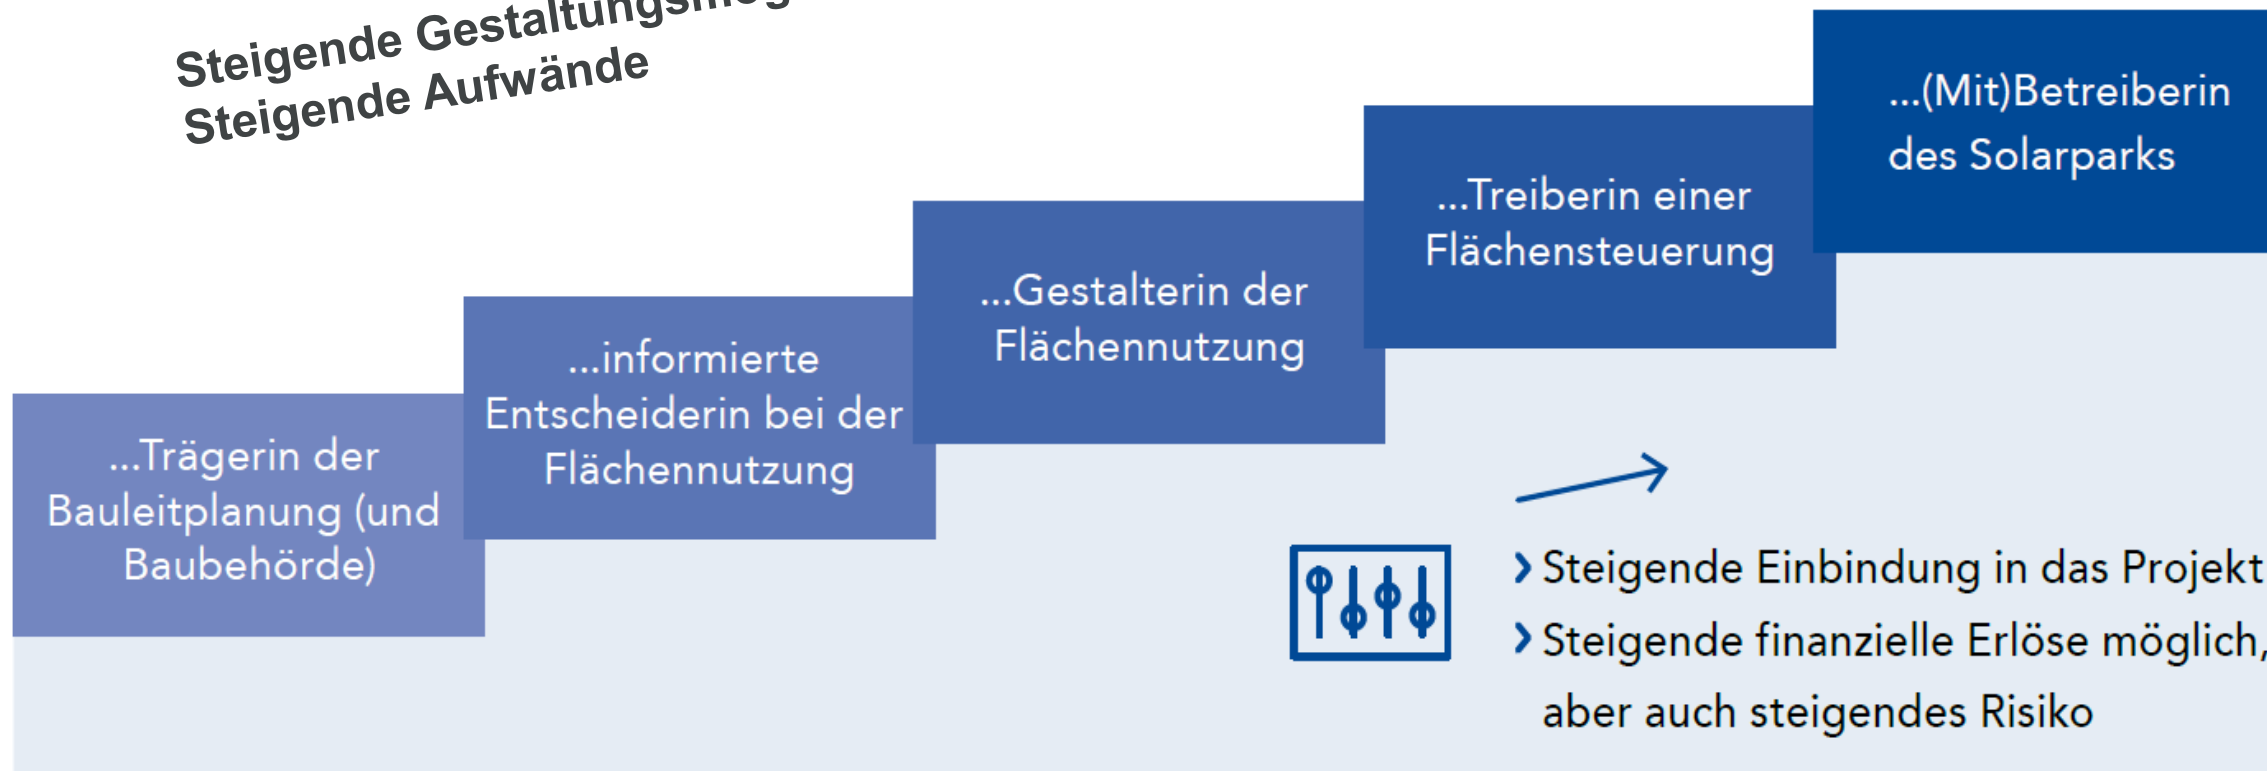 Steigende
Steigende Aufwände
...(Mit)Betreiberin
des Solarparks
...Treiberin einer
Flächensteuerung
...Gestalterin der
Flächennutzung
...informierte
Entscheiderin bei der
Flächennutzung
...Trägerin der
Bauleitplanung (und
Baubehörde)
Steigende Einbindung in das Projekt
Steigende finanzielle Erlöse möglich,
aber auch steigendes Risiko